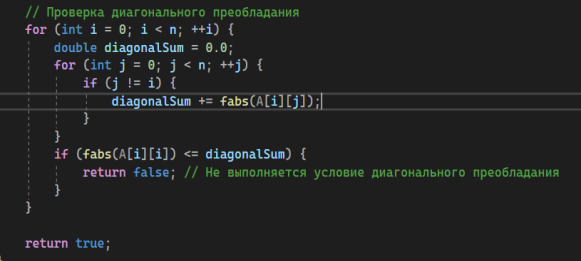 // Проверка диагонального преобладания
for (int i = 0; i < n; ++i) {
double diagonalSum = 0.0;
for (int j = 0; j < n; ++j) {
if (j != i) {
diagonalSum += fabs(A[i][j]);
}
}
if (fabs(A[i][i]) <= diagonalSum) {
return false; // Не выполняется условие диагонального преобладания
}
}
return true;